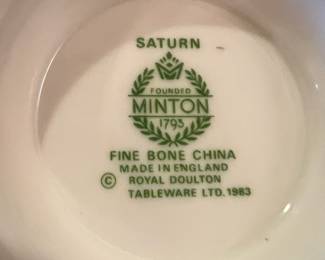 SATURN
FOUNDED
MINTON
1793
FINE BONE CHINA
MADE IN ENGLAND
© ROYAL DOULTON
TABLEWARE LTD. 1983